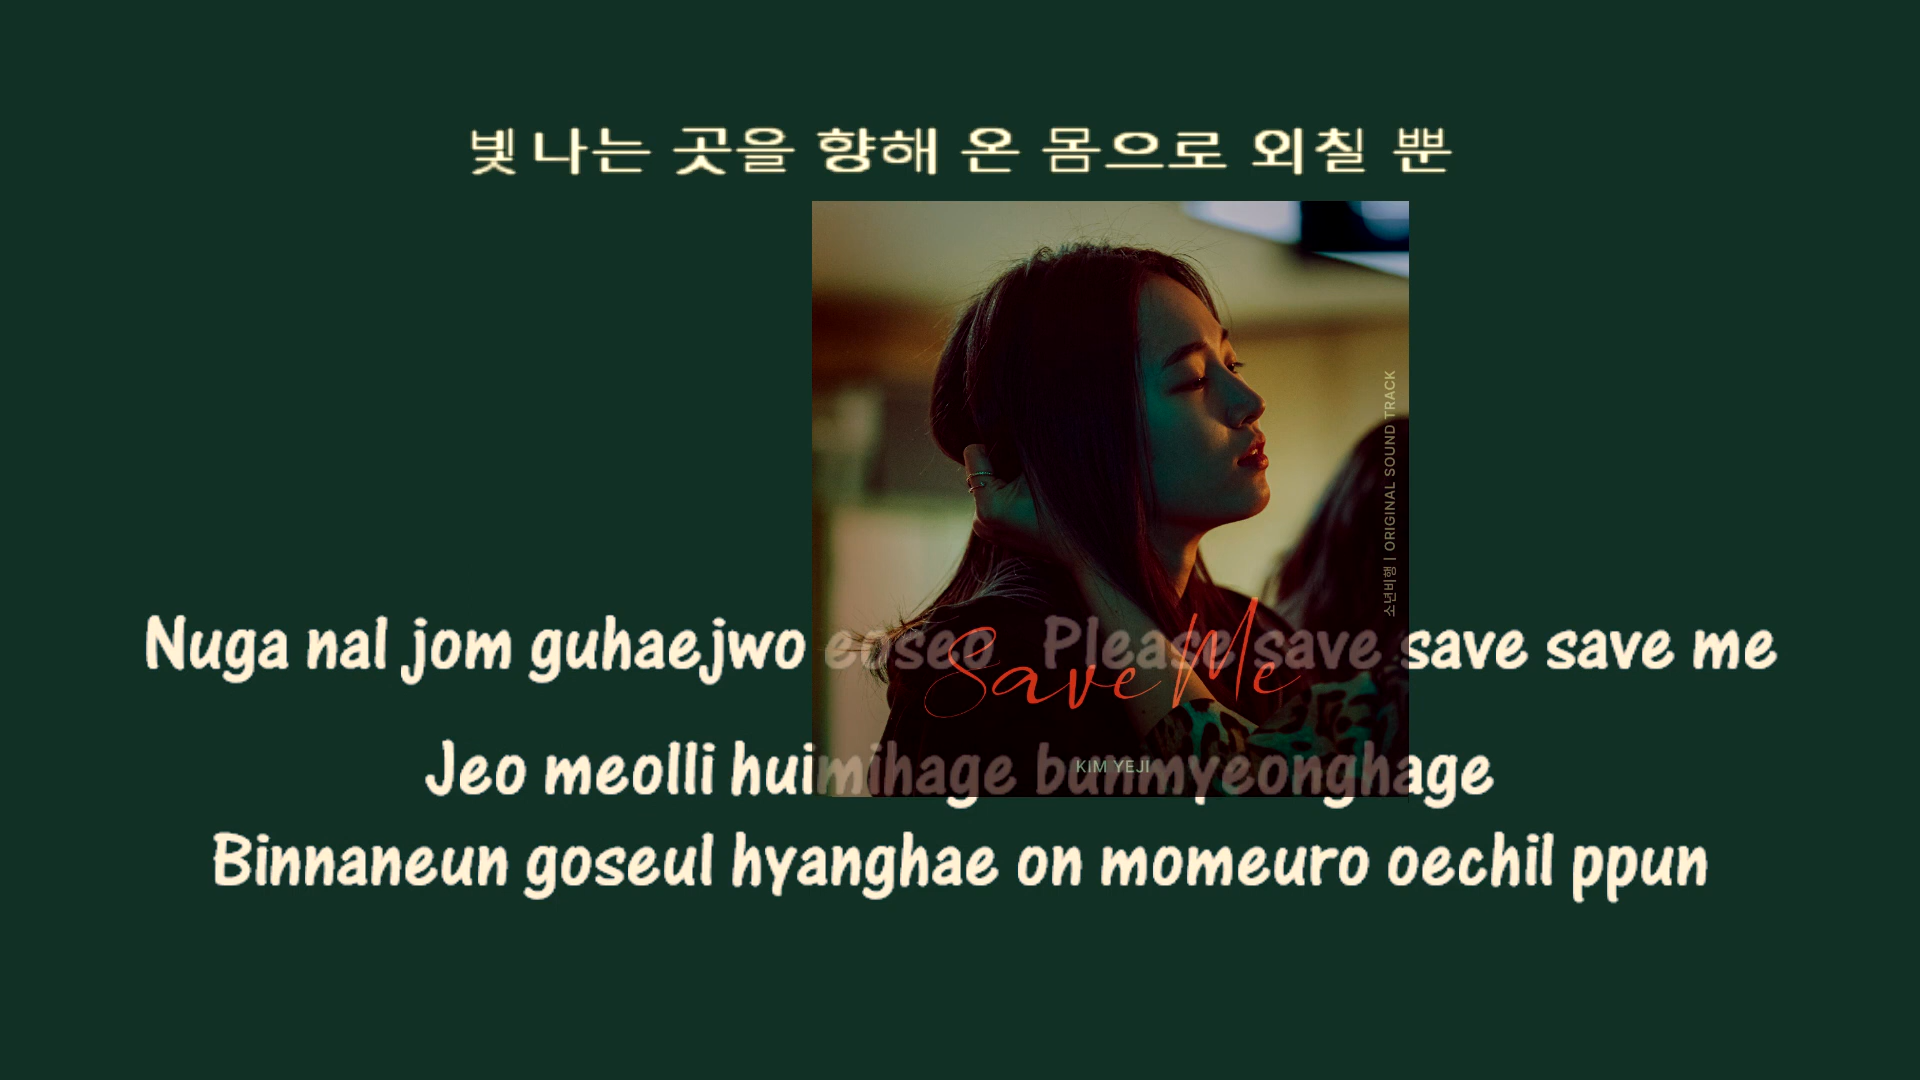 빛나는 곳을 향해 온 몸으로 외칠 뿐
소년비행 | ORIGINAL SOUND TRACK
Nuga nal jom guhaejwo eoseo Please save save save me
Save Me
Jeo meolli huimihage bunmyeonghage
KIM YEJI
Binnaneun goseul hyanghae on momeuro oechil ppun